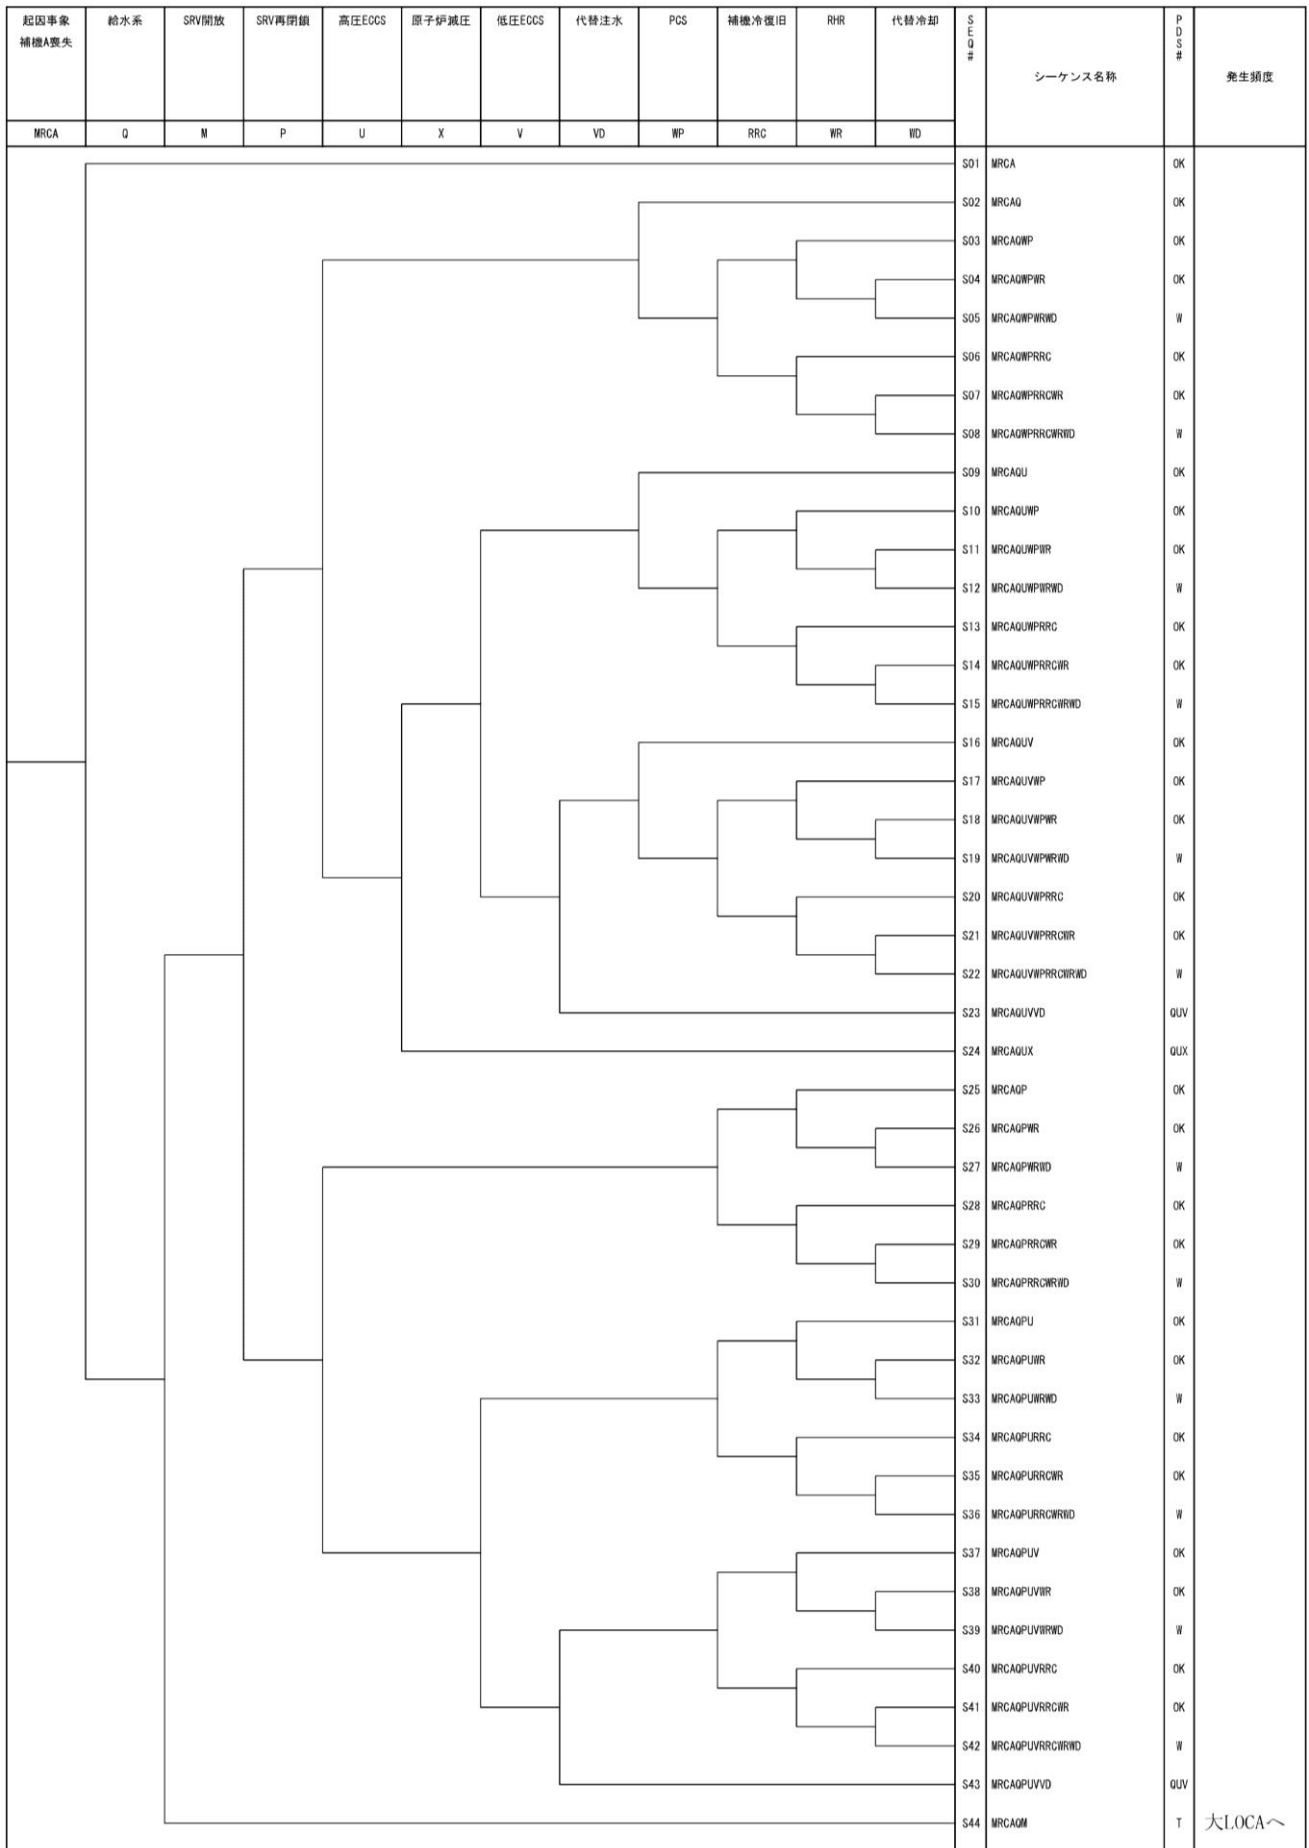 起因事象 給水系 SRV開放 SRV再閉鎖 高圧ECCS 原子炉減圧 低圧ECCS 代替注水 PCS 補機冷復旧 RHR 代替冷却 SEQ# シーケンス名称 PDS# 発生頻度
補機A喪失
MRCA Q M P U X V VD WP RRC WR WD
S01 MRCA OK
S02 MRCAQ OK
S03 MRCAQWP OK
S04 MRCAQWPWR OK
S05 MRCAQWPWRWD W
S06 MRCAQWPRRC OK
S07 MRCAQWPRRCWR OK
S08 MRCAQWPRRCWRWD W
S09 MRCAQU OK
S10 MRCAQUWP OK
S11 MRCAQUWPWR OK
S12 MRCAQUWPWRWD W
S13 MRCAQUWPRRC OK
S14 MRCAQUWPRRCWR OK
S15 MRCAQUWPRRCWRWD W
S16 MRCAQUV OK
S17 MRCAQUVWP OK
S18 MRCAQUVWPWR OK
S19 MRCAQUVWPWRWD W
S20 MRCAQUVWPRRC OK
S21 MRCAQUVWPRRCWR OK
S22 MRCAQUVWPRRCWRWD W
S23 MRCAQUVVD QUV
S24 MRCAQUX QUX
S25 MRCAQP OK
S26 MRCAQPWR OK
S27 MRCAQPWRWD W
S28 MRCAQPRRC OK
S29 MRCAQPRRCWR OK
S30 MRCAQPRRCWRWD W
S31 MRCAQPU OK
S32 MRCAQPUWR OK
S33 MRCAQPUWRWD W
S34 MRCAQPURRC OK
S35 MRCAQPURRCWR OK
S36 MRCAQPURRCWRWD W
S37 MRCAQPUV OK
S38 MRCAQPUVWR OK
S39 MRCAQPUVWRWD W
S40 MRCAQPUVRRC OK
S41 MRCAQPUVRRCWR OK
S42 MRCAQPUVRRCWRWD W
S43 MRCAQPUVVD QUV
S44 MRCAQM T 大LOCAへ